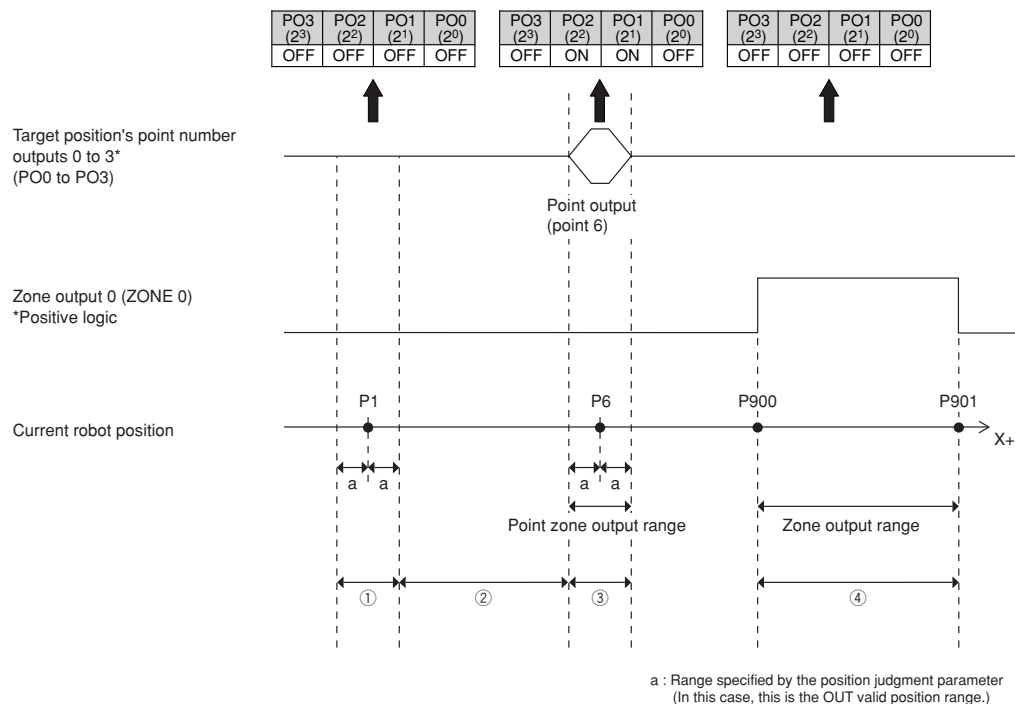 PO3 PO2 PO1 PO0 PO3 PO2 PO1 PO0 PO3 PO2 PO1 PO0
(2³) (2²) (2¹) (2⁰) (2³) (2²) (2¹) (2⁰) (2³) (2²) (2¹) (2⁰)
OFF OFF OFF OFF OFF ON ON OFF OFF OFF OFF OFF
Target position's point number
outputs 0 to 3*
(PO0 to PO3)
Point output
(point 6)
Zone output 0 (ZONE 0)
*Positive logic
P1 P6 P900 P901
Current robot position
X+
a a a a
Point zone output range Zone output range
① ② ③ ④
a : Range specified by the position judgment parameter
(In this case, this is the OUT valid position range.)